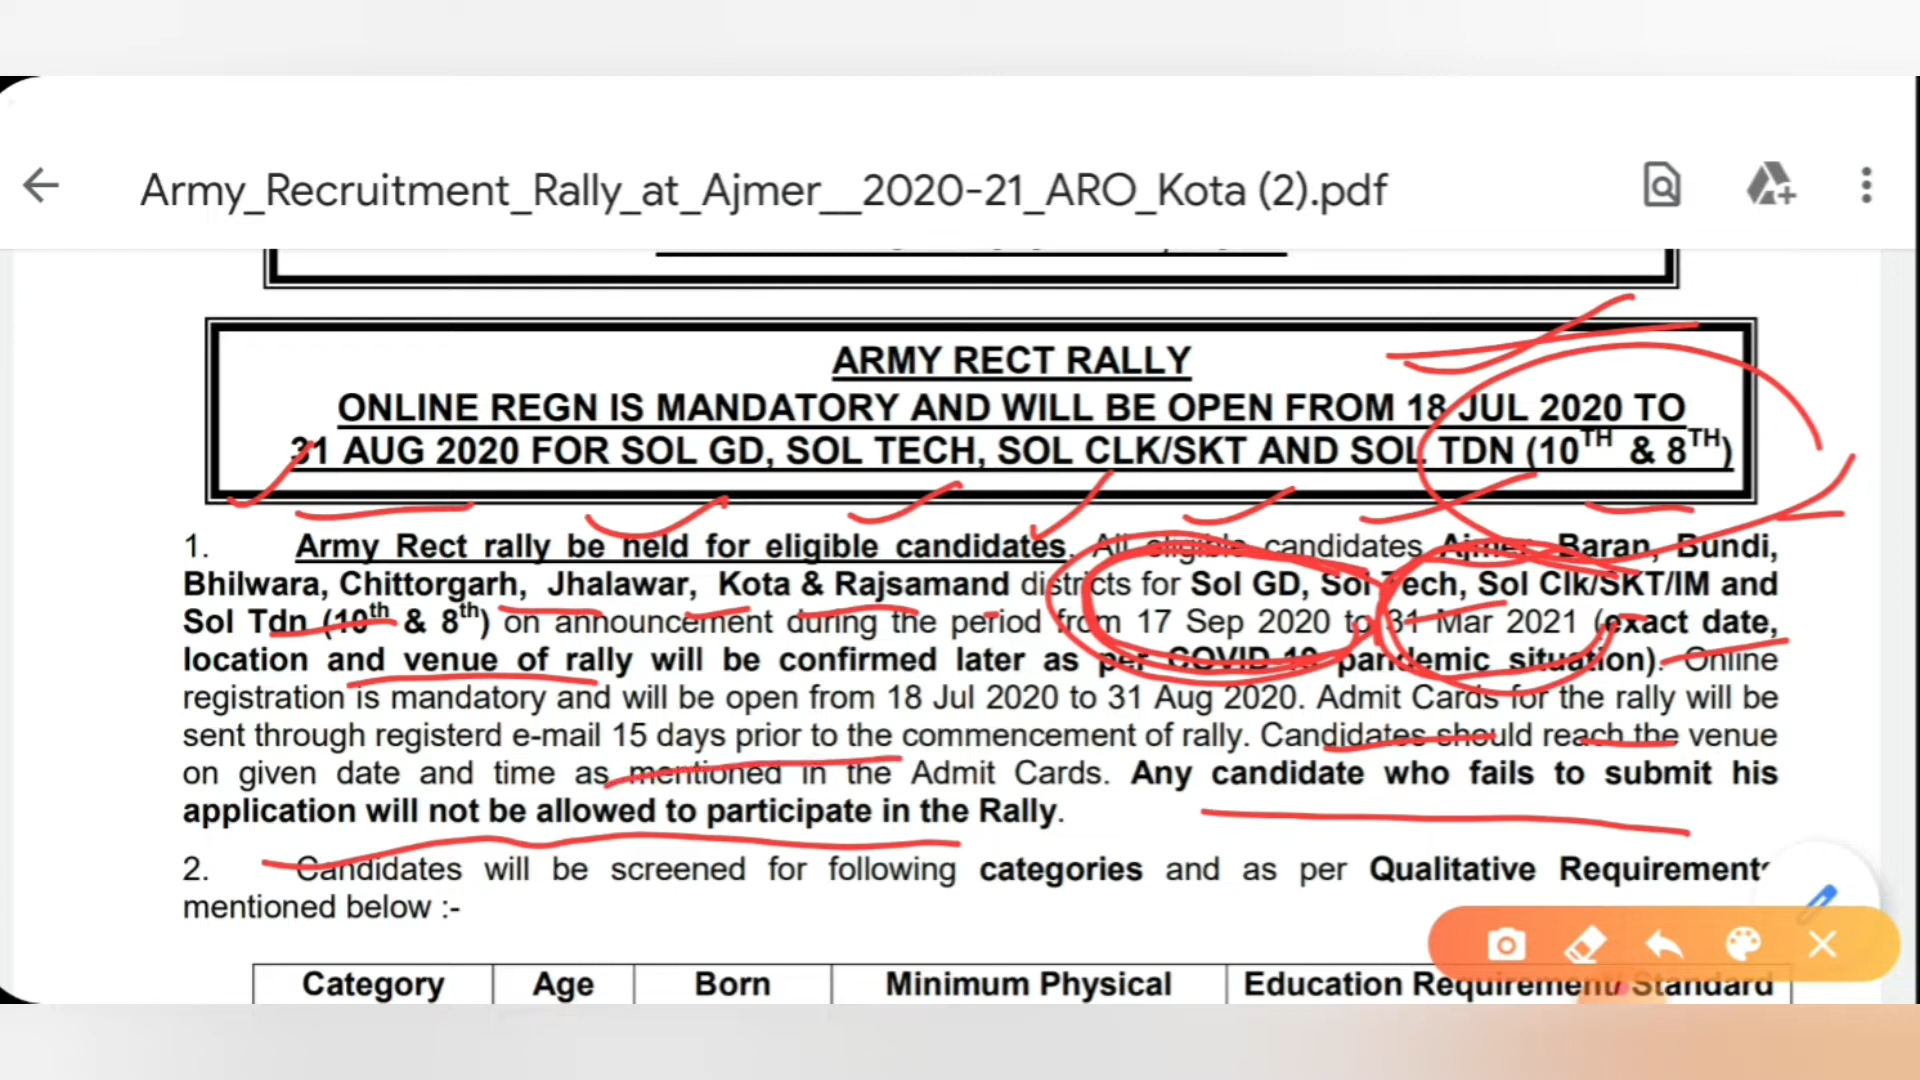 Army_Recruitment_Rally_at_Ajmer__2020-21_ARO_Kota (2).pdf
ARMY RECT RALLY
ONLINE REGN IS MANDATORY AND WILL BE OPEN FROM 18 JUL 2020 TO
31 AUG 2020 FOR SOL GD, SOL TECH, SOL CLK/SKT AND SOL TDN (10TH & 8TH)
1. Army Rect rally be held for eligible candidates. All eligible candidates Ajmer, Baran, Bundi,
Bhilwara, Chittorgarh, Jhalawar, Kota & Rajsamand districts for Sol GD, Sol Tech, Sol Clk/SKT/IM and
Sol Tdn (10th & 8th) on announcement during the period from 17 Sep 2020 to 31 Mar 2021 (exact date,
location and venue of rally will be confirmed later as per COVID-19 pandemic situation). Online
registration is mandatory and will be open from 18 Jul 2020 to 31 Aug 2020. Admit Cards for the rally will be
sent through registerd e-mail 15 days prior to the commencement of rally. Candidates should reach the venue
on given date and time as mentioned in the Admit Cards. Any candidate who fails to submit his
application will not be allowed to participate in the Rally.
2. Candidates will be screened for following categories and as per Qualitative Requirements
mentioned below :-
Category Age Born Minimum Physical Education Requirement/ Standard